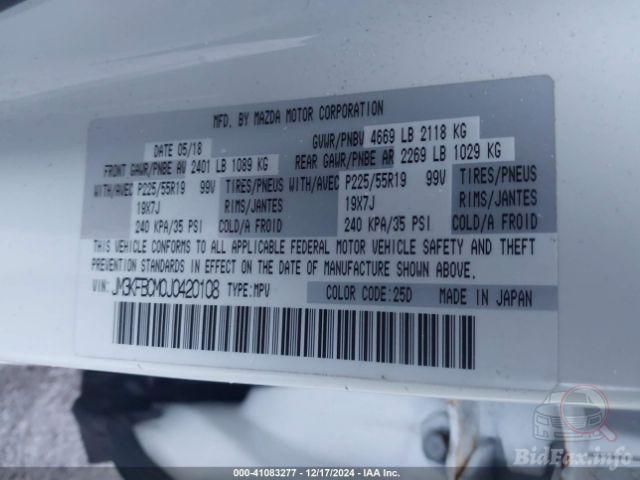 MFD. BY MAZDA MOTOR CORPORATION
DATE 05/18 GVWR/PNBV 4669 LB 2118 KG
FRONT GAWR/PNBE AV 2401 LB 1089 KG REAR GAWR/PNBE AR 2269 LB 1029 KG
WITH/AVEC P225/55R19 99V TIRES/PNEUS WITH/AVEC P225/55R19 99V TIRES/PNEUS
19X7J RIMS/JANTES 19X7J RIMS/JANTES
240 KPA/35 PSI COLD/A FROID 240 KPA/35 PSI COLD/A FROID
THIS VEHICLE CONFORMS TO ALL APPLICABLE FEDERAL MOTOR VEHICLE SAFETY AND THEFT
PREVENTION STANDARDS IN EFFECT ON THE DATE OF MANUFACTURE SHOWN ABOVE.
VIN: JM3KFBCM0J0420108 TYPE:MPV COLOR CODE:25D MADE IN JAPAN
BidFax.info
000-41083277 - 12/17/2024 - IAA Inc.